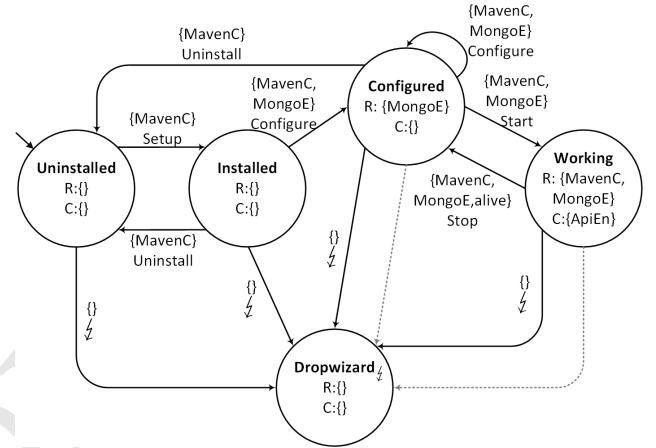 {MavenC}
Uninstall
{MavenC,
MongoE}
Configure
{MavenC,
MongoE}
Configure
Configured
R: {MongoE}
C:{}
{MavenC,
MongoE}
Start
{MavenC}
Setup
Uninstalled
R:{}
C:{}
Installed
R:{}
C:{}
Working
R: {MavenC,
MongoE}
C:{ApiEn}
{MavenC,
MongoE,alive}
Stop
{MavenC}
Uninstall
{}
{}
{}
{}
Dropwizard
R:{}
C:{}